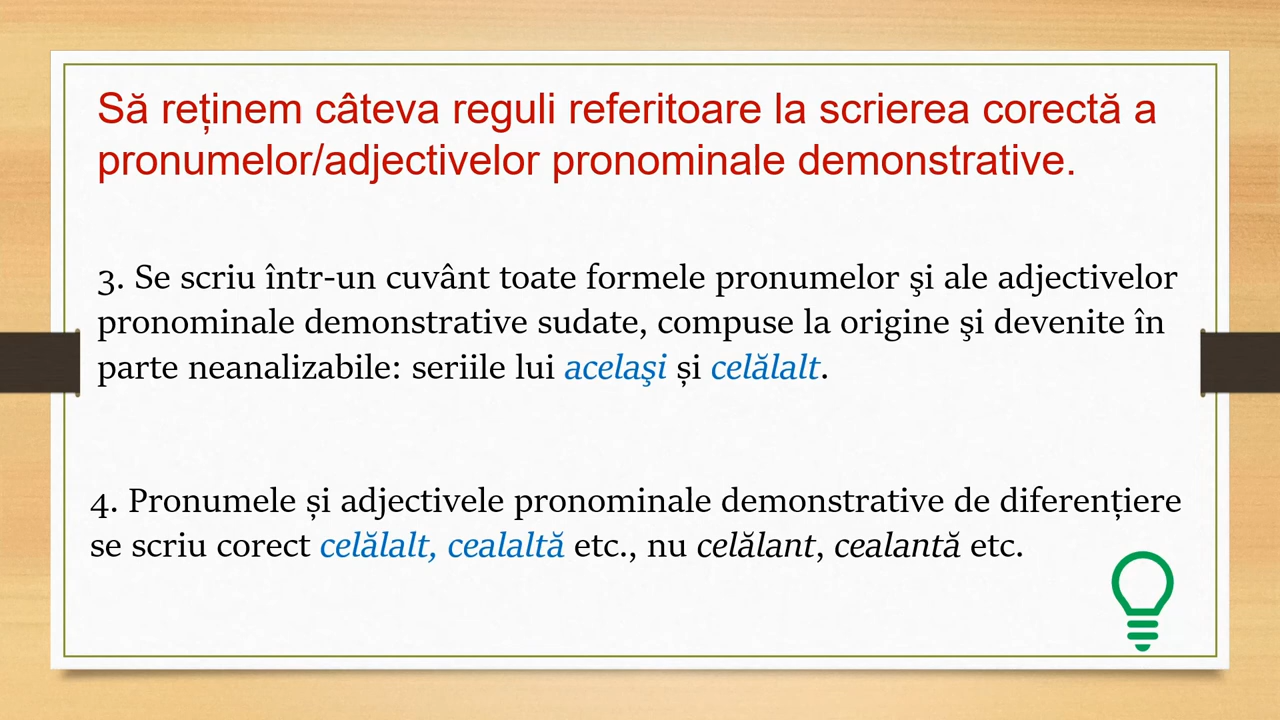 Să reținem câteva reguli referitoare la scrierea corectă a
pronumelor/adjectivelor pronominale demonstrative.
3. Se scriu într-un cuvânt toate formele pronumelor şi ale adjectivelor
pronominale demonstrative sudate, compuse la origine şi devenite în
parte neanalizabile: seriile lui acelaşi și celălalt.
4. Pronumele și adjectivele pronominale demonstrative de diferențiere
se scriu corect celălalt, cealaltă etc., nu celălant, cealantă etc.